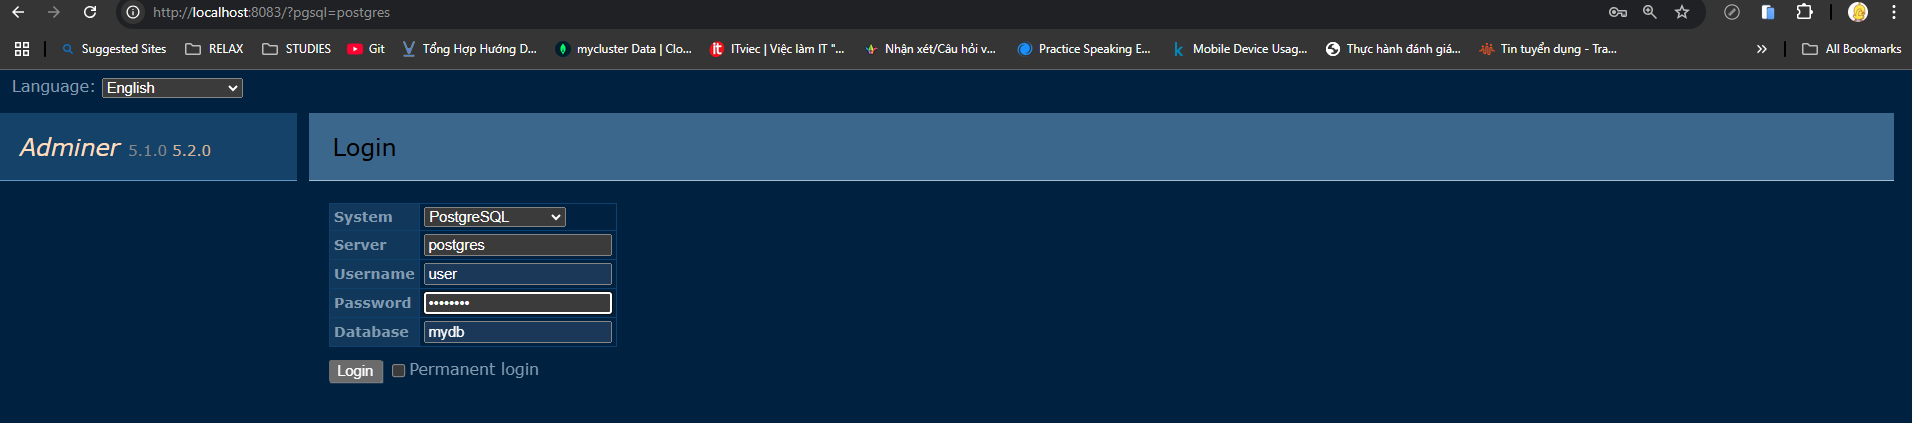 http://localhost:8083/?pgsql=postgres
Suggested Sites RELAX STUDIES Git Tổng Hợp Hướng D... mycluster Data | Clo... ITviec | Việc làm IT "... Nhận xét/Câu hỏi v... Practice Speaking E... Mobile Device Usag... Thực hành đánh giá... Tin tuyển dụng - Tra... » All Bookmarks
Language: English
Adminer 5.1.0 5.2.0
Login
System PostgreSQL
Server postgres
Username user
Password ••••••••
Database mydb
Login Permanent login